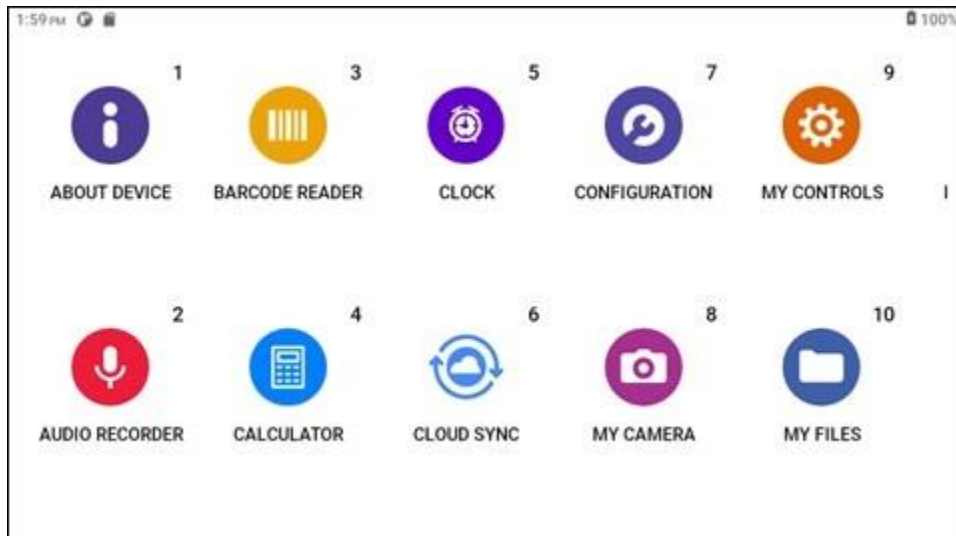 1:59 PM 100%
1 3 5 7 9
ABOUT DEVICE BARCODE READER CLOCK CONFIGURATION MY CONTROLS
2 4 6 8 10
AUDIO RECORDER CALCULATOR CLOUD SYNC MY CAMERA MY FILES